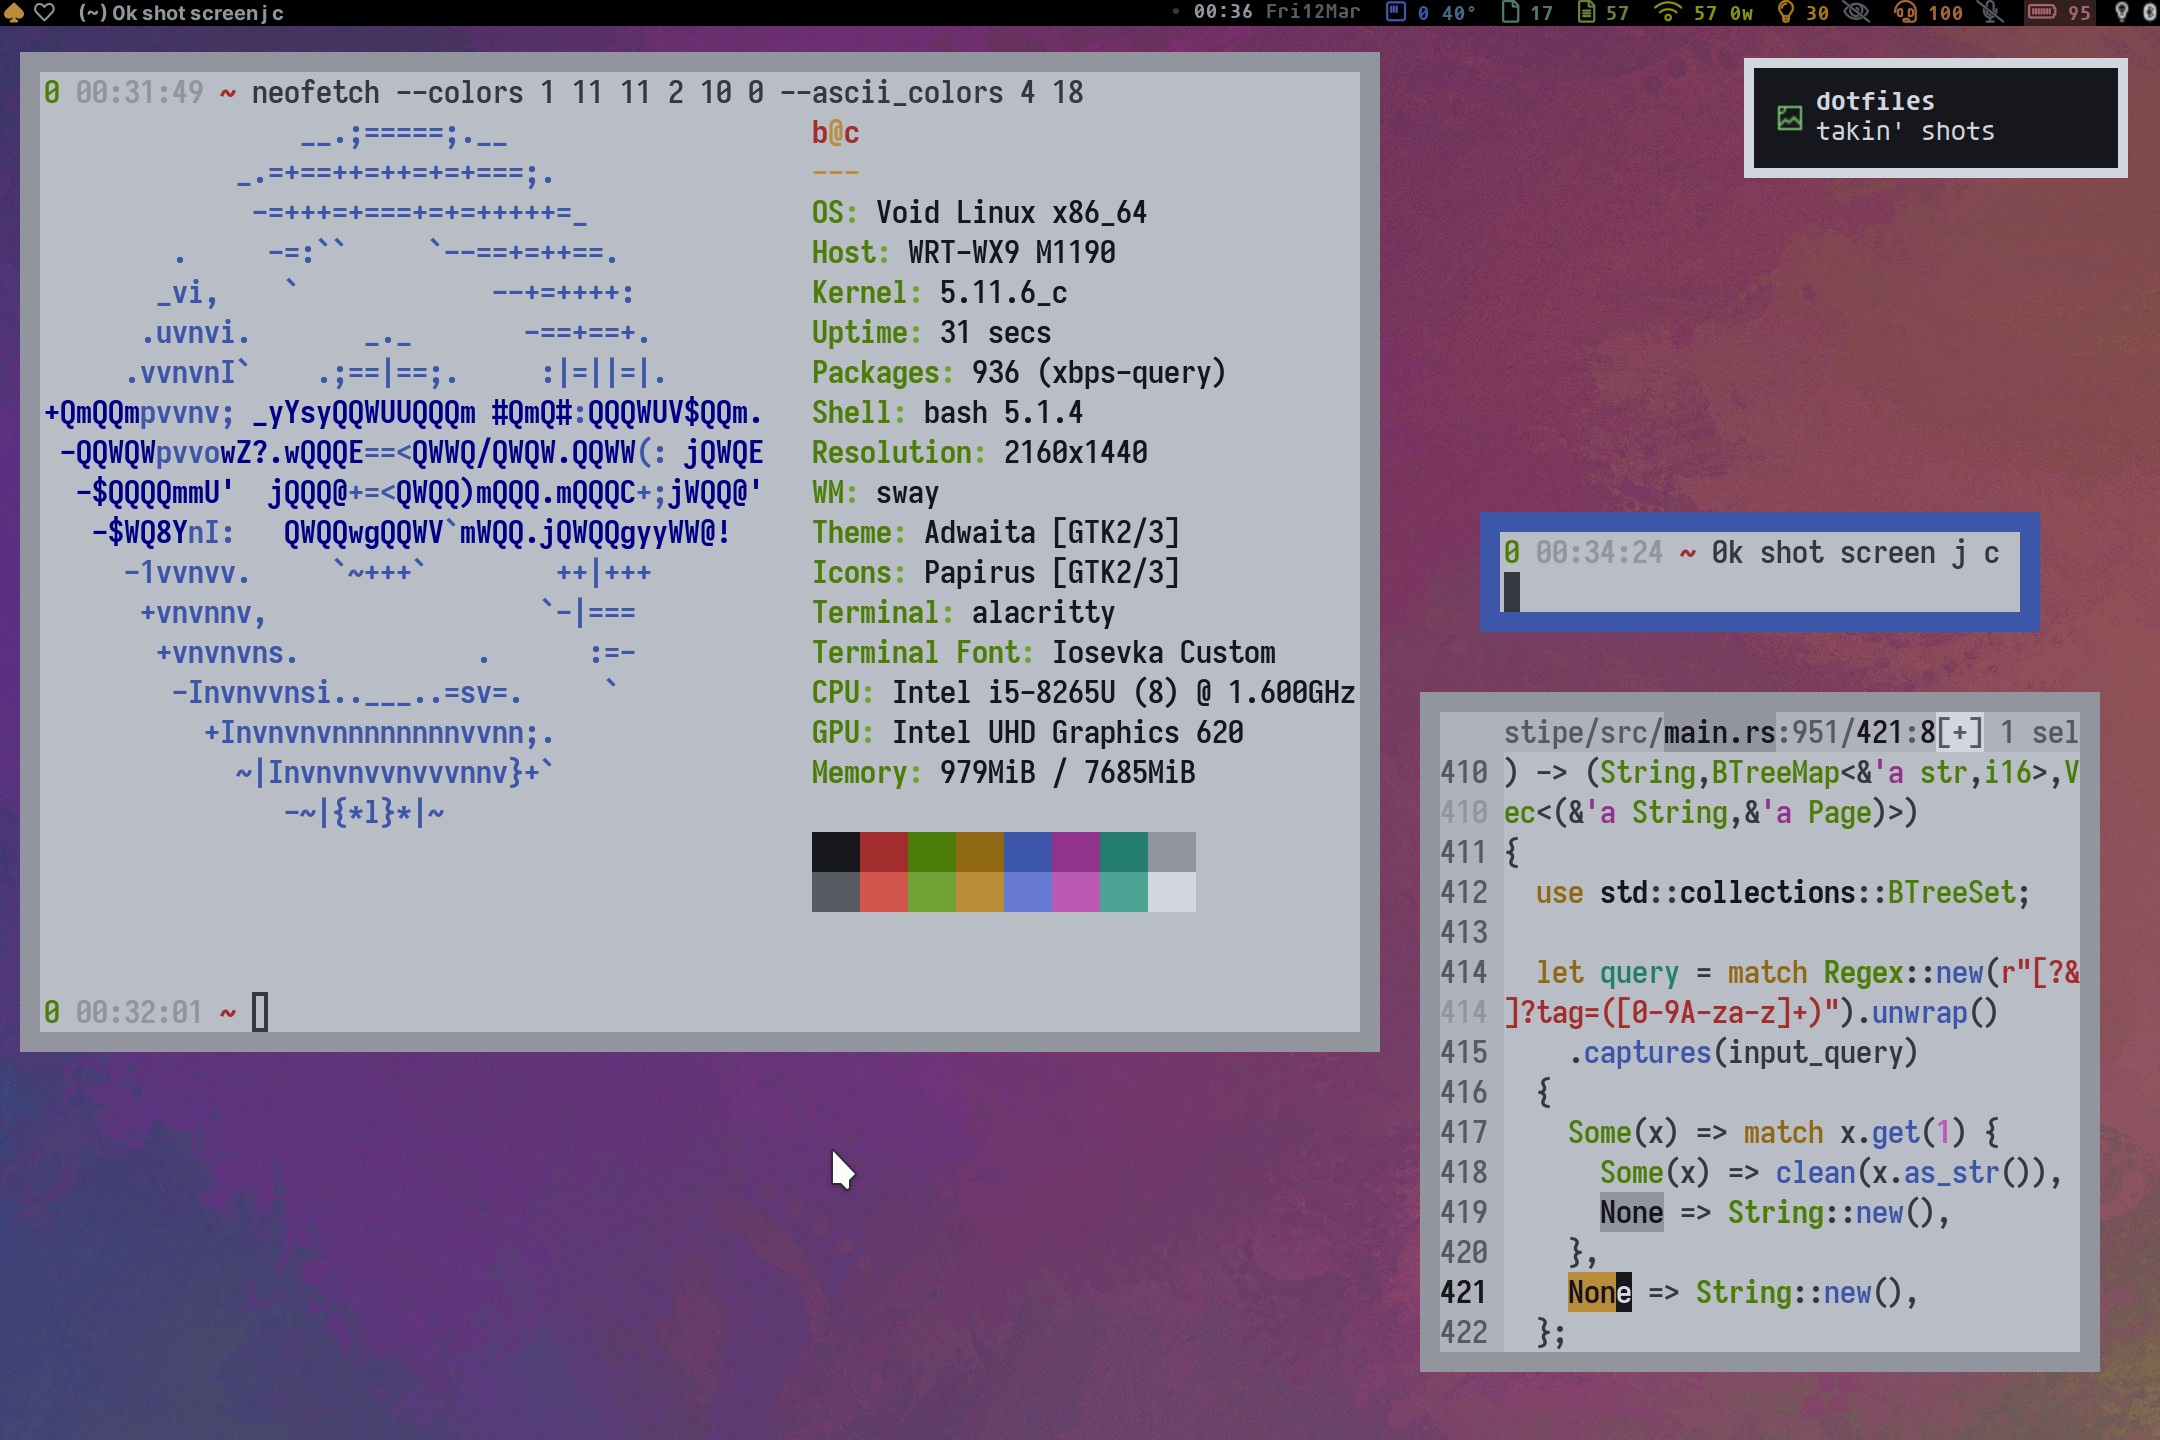 (~) 0k shot screen j c
00:36 Fri12Mar 0 40° 17 57 57 0w 30 100 95
0 00:31:49 ~ neofetch --colors 1 11 11 2 10 0 --ascii_colors 4 18
__.;=====;.__
_.=+==++=++=+=+===;.
-=+++=+===+=+=+++++=_
. -=:`` `--==+=++==.
_vi, ` --+=++++:
.uvnvi. _._ -==+==+.
.vvnvnI` .;==|==;. :|=||=|.
+QmQQmpvvnv; _yYsyQQWUUQQQm #QmQ#:QQQWUV$QQm.
-QQWQWpvvowZ?.wQQQE==<QWWQ/QWQW.QQWW(: jQWQE
-$QQQQmmU' jQQQ@+=<QWQQ)mQQQ.mQQQC+;jWQQ@'
-$WQ8YnI: QWQQwgQQWV`mWQQ.jQWQQgyyWW@!
-1vvnvv. `~+++` ++|+++
+vnvnnv, `-|===
+vnvnvns. . :=-
-Invnvvnsi..___..=sv=. `
+Invnvnvnnnnnnnnvvnn;.
~|Invnvnvvnvvvnnv}+`
-~|{*l}*|~
b@c
---
OS: Void Linux x86_64
Host: WRT-WX9 M1190
Kernel: 5.11.6_c
Uptime: 31 secs
Packages: 936 (xbps-query)
Shell: bash 5.1.4
Resolution: 2160x1440
WM: sway
Theme: Adwaita [GTK2/3]
Icons: Papirus [GTK2/3]
Terminal: alacritty
Terminal Font: Iosevka Custom
CPU: Intel i5-8265U (8) @ 1.600GHz
GPU: Intel UHD Graphics 620
Memory: 979MiB / 7685MiB
0 00:32:01 ~
dotfiles
takin' shots
0 00:34:24 ~ 0k shot screen j c
stipe/src/main.rs:951/421:8[+] 1 sel
410 ) -> (String,BTreeMap<&'a str,i16>,V
410 ec<(&'a String,&'a Page)>)
411 {
412 use std::collections::BTreeSet;
413
414 let query = match Regex::new(r"[?&
414 ]?tag=([0-9A-za-z]+)").unwrap()
415 .captures(input_query)
416 {
417 Some(x) => match x.get(1) {
418 Some(x) => clean(x.as_str()),
419 None => String::new(),
420 },
421 None => String::new(),
422 };